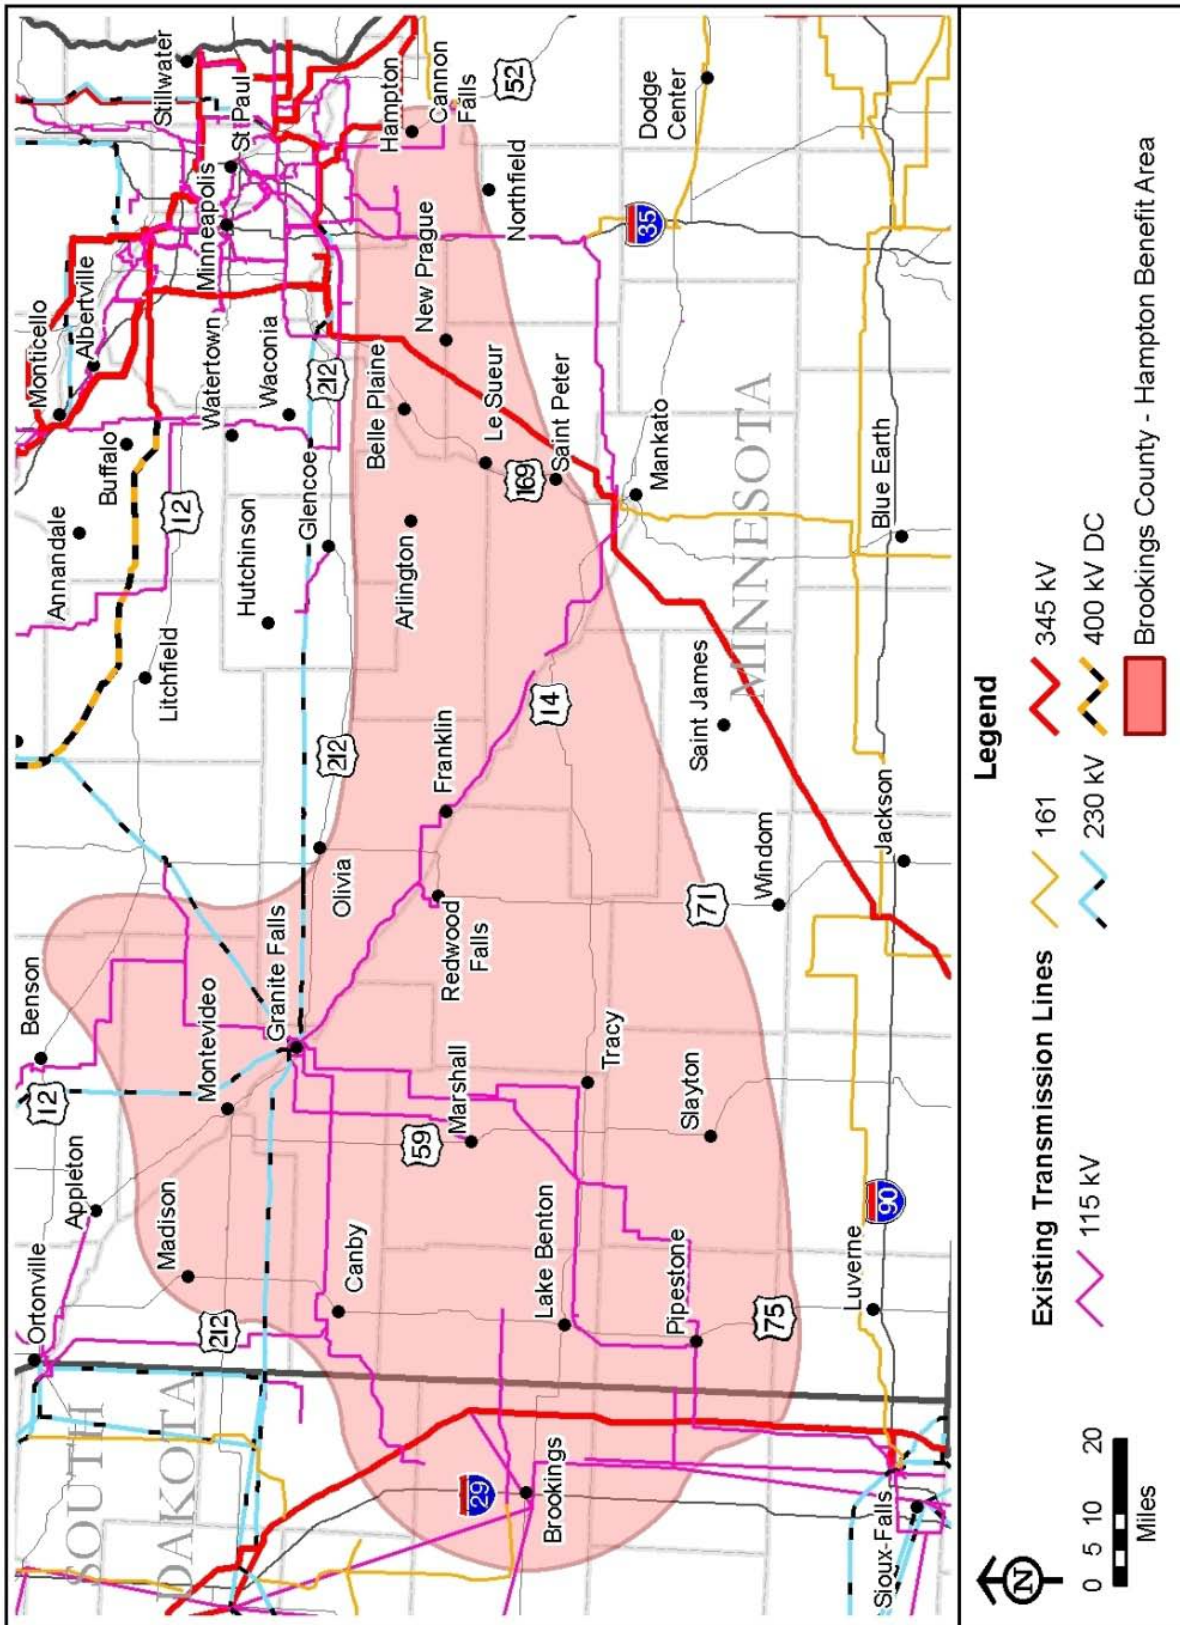 Ortonville
Appleton
Benson
12
Litchfield
Annandale
Buffalo
Monticello
Albertville
Stillwater
SOUTH
DAKOTA
212
Madison
Montevideo
Granite Falls
Hutchinson
12
Watertown
Waconia
Minneapolis
St Paul
Canby
Olivia
212
Glencoe
212
59
Marshall
Redwood
Falls
Franklin
Arlington
Belle Plaine
New Prague
Hampton
Cannon
Falls
52
29
Brookings
Lake Benton
Tracy
14
Le Sueur
169
Saint Peter
Northfield
Pipestone
Slayton
71
Saint James
Mankato
35
Dodge
Center
75
Windom
MINNESOTA
Sioux Falls
Luverne
90
Jackson
Blue Earth
N
0 5 10 20
Miles
Legend
Existing Transmission Lines
115 kV
161
230 kV
345 kV
400 kV DC
Brookings County - Hampton Benefit Area